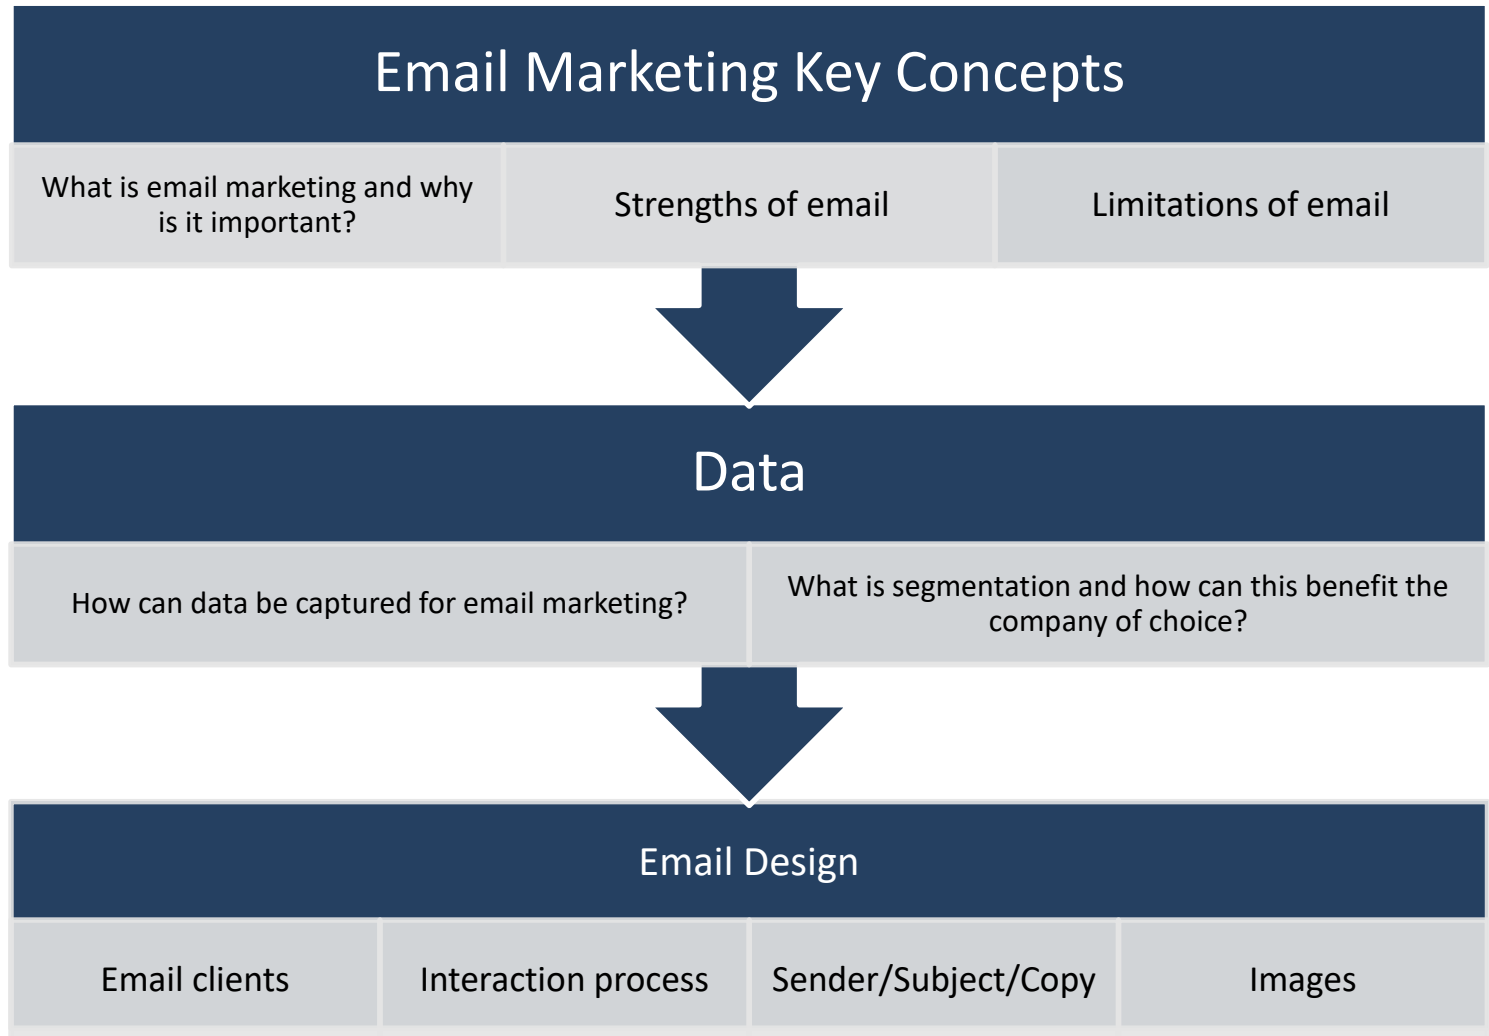 Email Marketing Key Concepts
What is email marketing and why
is it important?
Strengths of email
Limitations of email
Data
How can data be captured for email marketing?
What is segmentation and how can this benefit the
company of choice?
Email Design
Email clients
Interaction process
Sender/Subject/Copy
Images